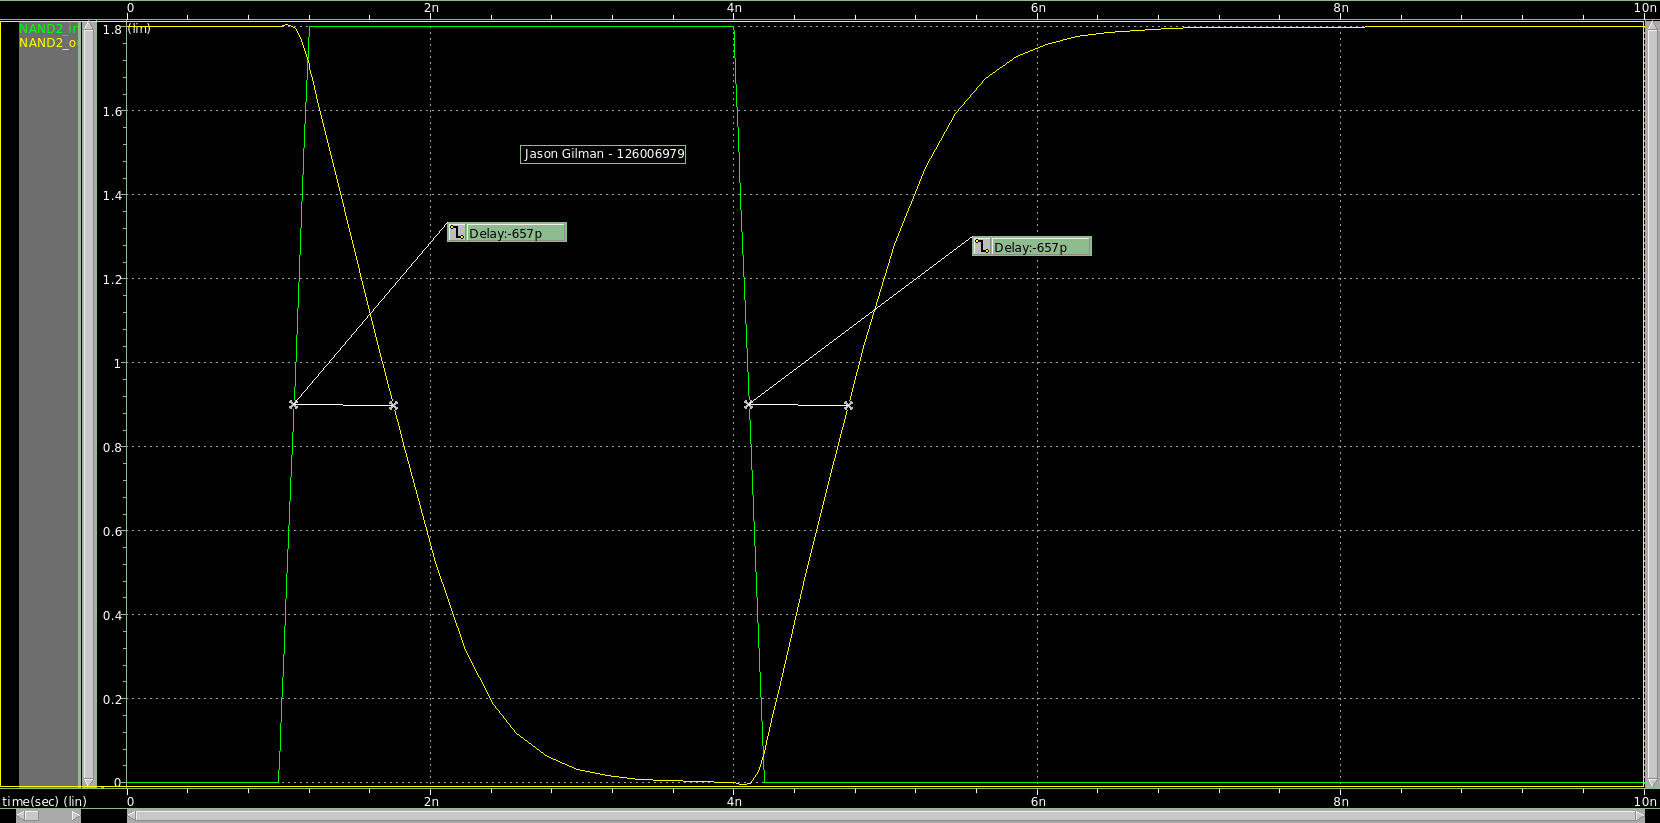 0 2n 4n 6n 8n 10n
NAND2_i
NAND2_o
(lin)
1.8
1.6
Jason Gilman - 126006979
1.4
Delay:-657p
Delay:-657p
1.2
1
0.8
0.6
0.4
0.2
0
time(sec) (lin) 0 2n 4n 6n 8n 10n